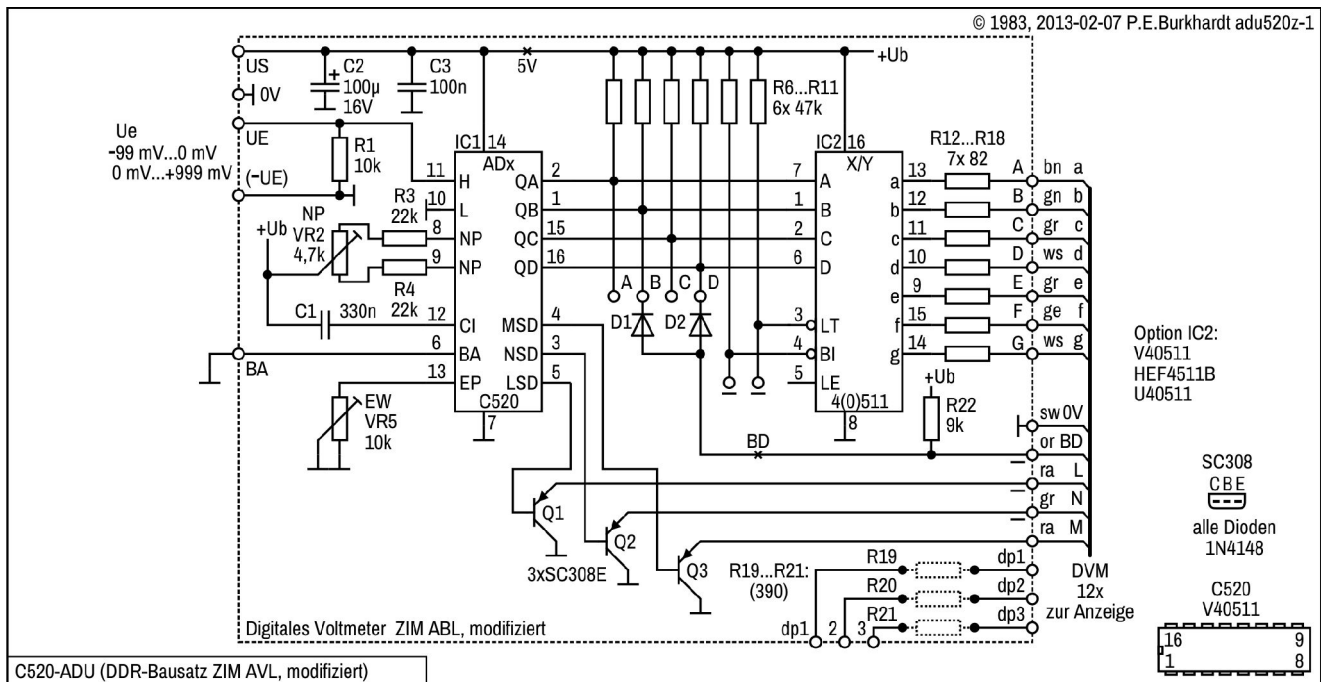 © 1983, 2013-02-07 P.E.Burkhardt adu520z-1
US
0V
Ue
-99 mV...0 mV
0 mV...+999 mV
UE
(-UE)
+
C2
100µ
16V
C3
100n
5V
+Ub
R1
10k
NP
VR2
4,7k
+Ub
R3
22k
R4
22k
C1
330n
BA
EW
VR5
10k
IC1
14
ADx
11 H
10 L
8 NP
9 NP
12 CI
6 BA
13 EP
QA 2
QB 1
QC 15
QD 16
MSD 4
NSD 3
LSD 5
C520
7
R6...R11
6x 47k
A B C D
D1
D2
IC2
16
X/Y
7 A
1 B
2 C
6 D
3 LT
4 BI
5 LE
a 13
b 12
c 11
d 10
e 9
f 15
g 14
4(0)511
8
R12...R18
7x 82
A bn a
B gn b
C gr c
D ws d
E gr e
F ge f
G ws g
+Ub
R22
9k
sw 0V
or BD
BD
ra L
gr N
ra M
Q1
Q2
Q3
3xSC308E
R19...R21:
(390)
R19 dp1
R20 dp2
R21 dp3
dp1 2 3
DVM
12x
zur Anzeige
Option IC2:
V40511
HEF4511B
U40511
SC308
C B E
alle Dioden
1N4148
C520
V40511
16 9
1 8
Digitales Voltmeter ZIM ABL, modifiziert
C520-ADU (DDR-Bausatz ZIM AVL, modifiziert)